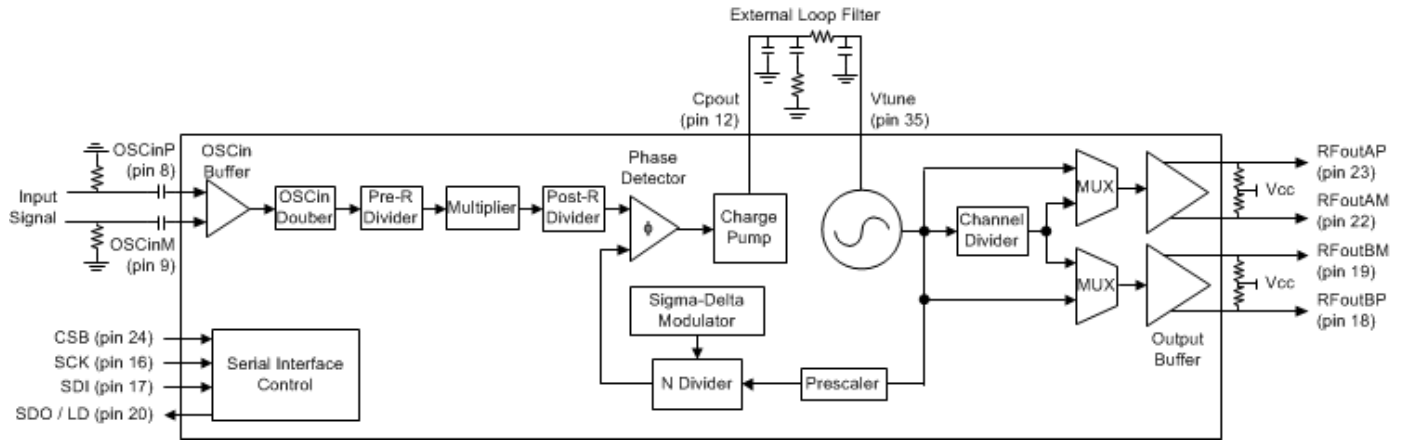 External Loop Filter
Cpout
(pin 12)
Vtune
(pin 35)
OSCinP
(pin 8)
OSCin
Buffer
Input
Signal
OSCinM
(pin 9)
OSCin
Douber
Pre-R
Divider
Multiplier
Post-R
Divider
Phase
Detector
ϕ
Charge
Pump
Channel
Divider
MUX
MUX
RFoutAP
(pin 23)
Vcc
RFoutAM
(pin 22)
RFoutBM
(pin 19)
Vcc
RFoutBP
(pin 18)
Output
Buffer
Sigma-Delta
Modulator
N Divider
Prescaler
CSB (pin 24)
SCK (pin 16)
SDI (pin 17)
SDO / LD (pin 20)
Serial Interface
Control